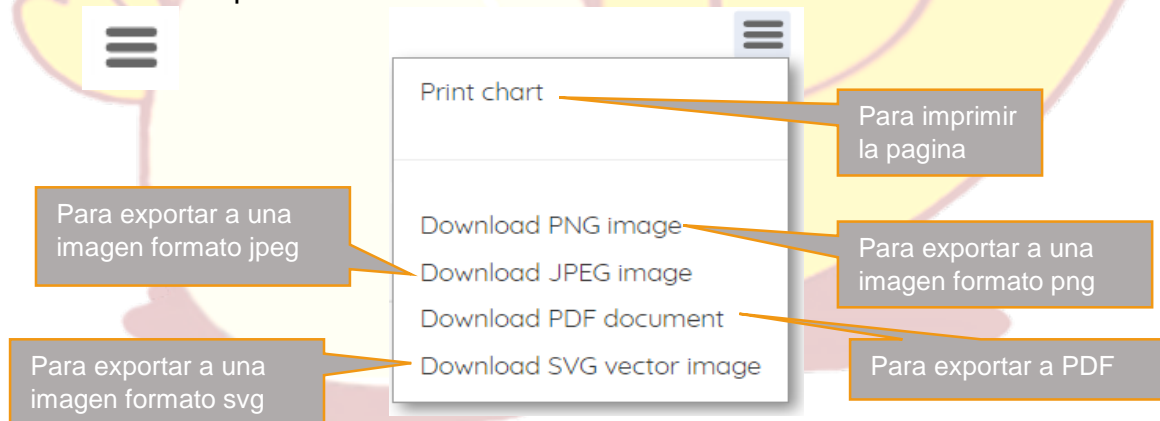 Print chart
Para imprimir
la pagina
Para exportar a una
imagen formato jpeg
Download PNG image
Para exportar a una
imagen formato png
Download JPEG image
Download PDF document
Para exportar a PDF
Download SVG vector image
Para exportar a una
imagen formato svg